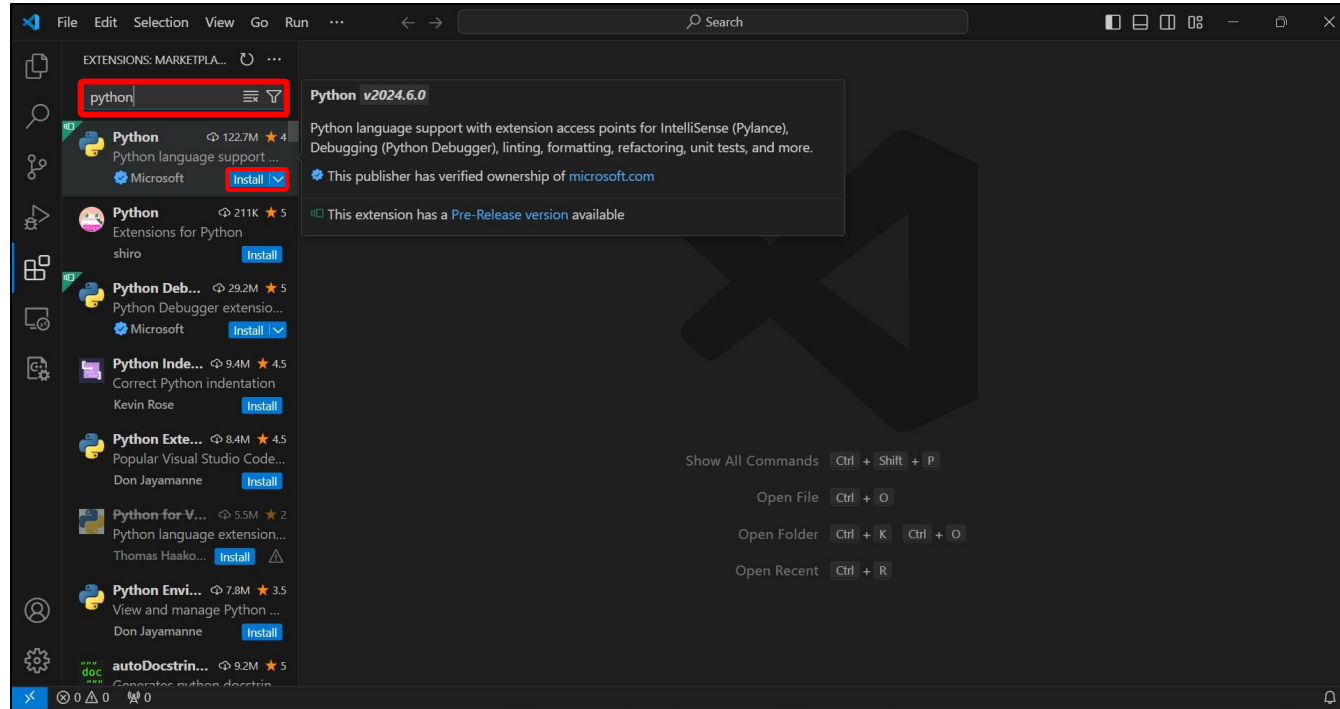 File Edit Selection View Go Run ···
Search
EXTENSIONS: MARKETPLA... ···
python
Python 122.7M ★ 4
Python language support ...
Microsoft Install
Python 211K ★ 5
Extensions for Python
shiro Install
Python Deb... 29.2M ★ 5
Python Debugger extensio...
Microsoft Install
Python Inde... 9.4M ★ 4.5
Correct Python indentation
Kevin Rose Install
Python Exte... 8.4M ★ 4.5
Popular Visual Studio Code...
Don Jayamanne Install
Python for V... 5.5M ★ 2
Python language extension...
Thomas Haako... Install
Python Envi... 7.8M ★ 3.5
View and manage Python ...
Don Jayamanne Install
""" doc """
autoDocstrin... 9.2M ★ 5
Generates python docstrin...
Python v2024.6.0
Python language support with extension access points for IntelliSense (Pylance),
Debugging (Python Debugger), linting, formatting, refactoring, unit tests, and more.
This publisher has verified ownership of microsoft.com
This extension has a Pre-Release version available
Show All Commands Ctrl + Shift + P
Open File Ctrl + O
Open Folder Ctrl + K Ctrl + O
Open Recent Ctrl + R
0 0 0